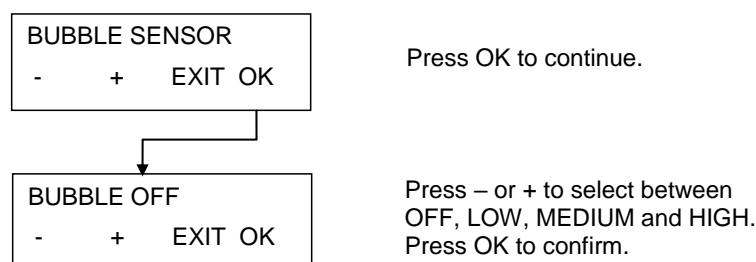 BUBBLE SENSOR
- + EXIT OK
Press OK to continue.
BUBBLE OFF
- + EXIT OK
Press – or + to select between
OFF, LOW, MEDIUM and HIGH.
Press OK to confirm.